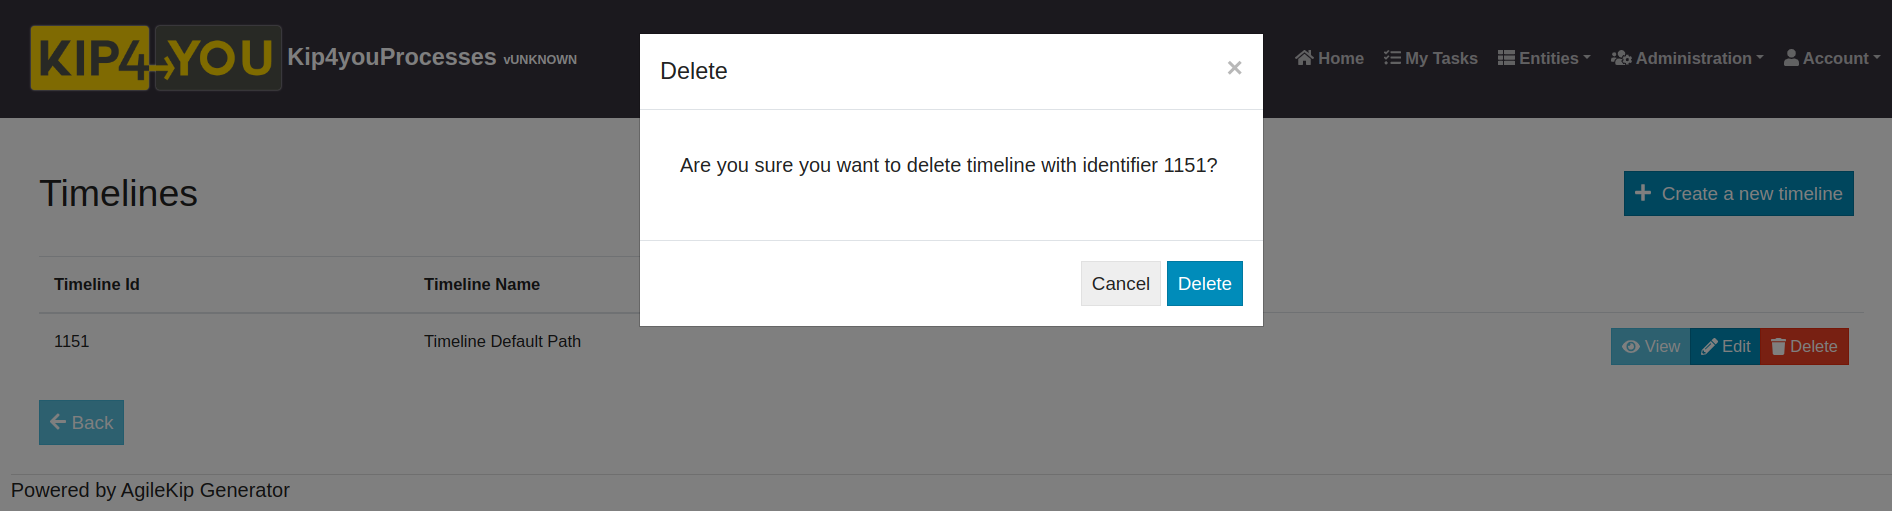 KIP4YOU Kip4youProcesses vUNKNOWN
Home My Tasks Entities Administration Account
Delete ×
Are you sure you want to delete timeline with identifier 1151?
Cancel Delete
Timelines
Create a new timeline
Timeline Id Timeline Name
1151 Timeline Default Path View Edit Delete
Back
Powered by AgileKip Generator